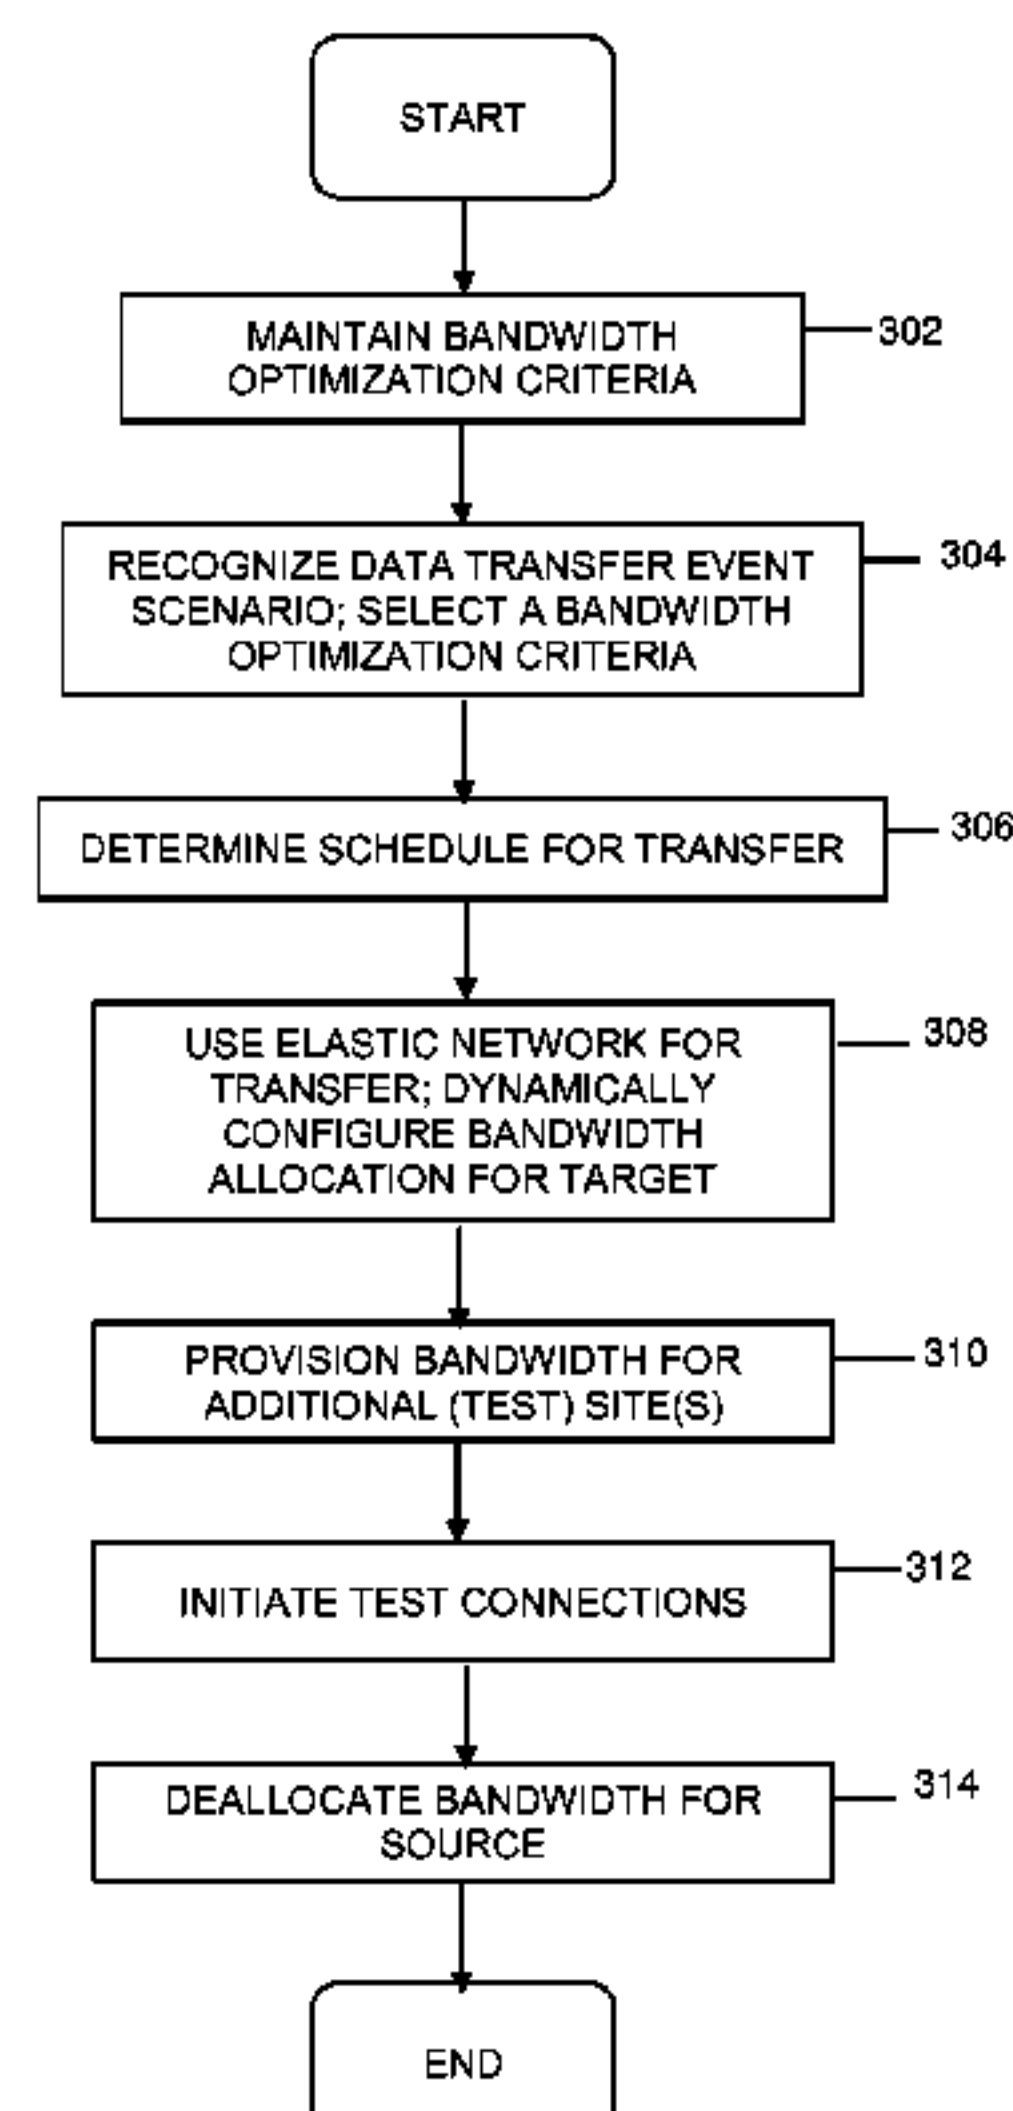 START
MAINTAIN BANDWIDTH
OPTIMIZATION CRITERIA
302
RECOGNIZE DATA TRANSFER EVENT
SCENARIO; SELECT A BANDWIDTH
OPTIMIZATION CRITERIA
304
DETERMINE SCHEDULE FOR TRANSFER
306
USE ELASTIC NETWORK FOR
TRANSFER; DYNAMICALLY
CONFIGURE BANDWIDTH
ALLOCATION FOR TARGET
308
PROVISION BANDWIDTH FOR
ADDITIONAL (TEST) SITE(S)
310
INITIATE TEST CONNECTIONS
312
DEALLOCATE BANDWIDTH FOR
SOURCE
314
END